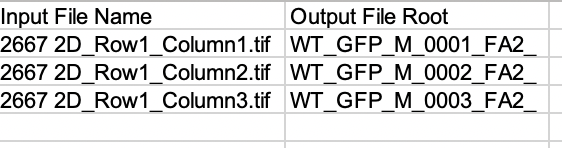 Input File Name Output File Root
2667 2D_Row1_Column1.tif WT_GFP_M_0001_FA2_
2667 2D_Row1_Column2.tif WT_GFP_M_0002_FA2_
2667 2D_Row1_Column3.tif WT_GFP_M_0003_FA2_